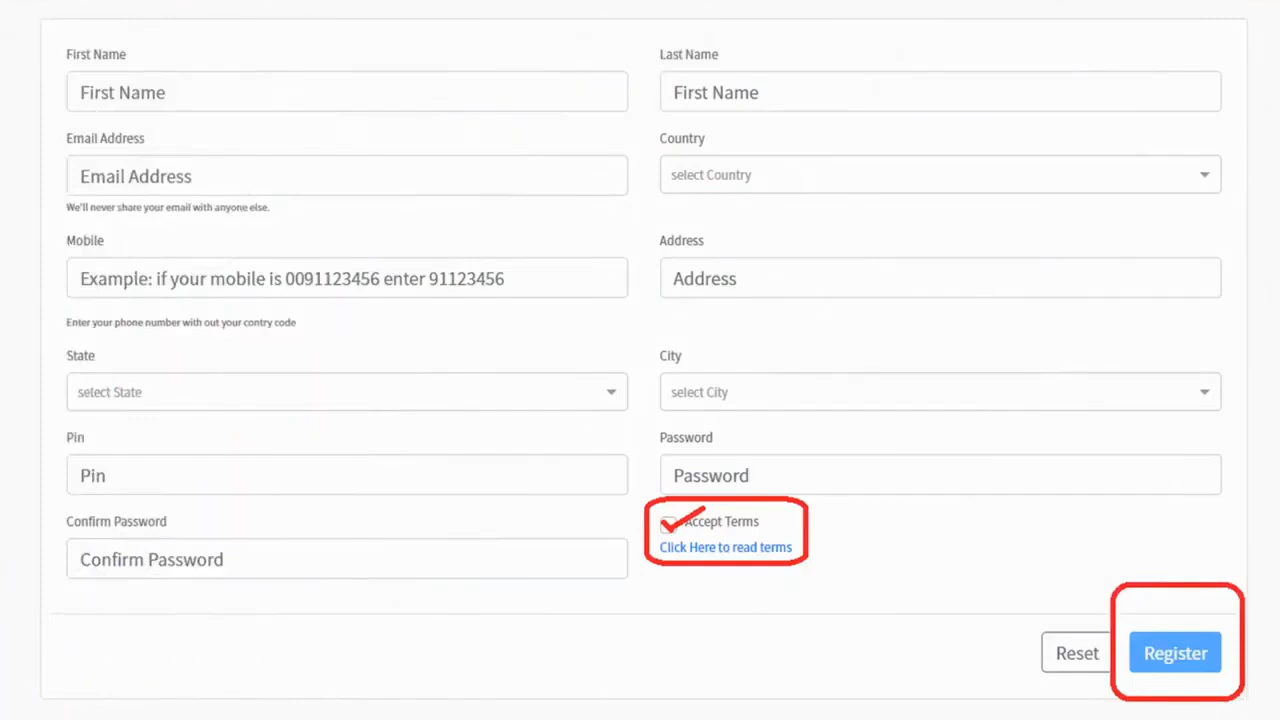 First Name
Last Name
First Name
First Name
Email Address
Country
Email Address
select Country
We'll never share your email with anyone else.
Mobile
Address
Example: if your mobile is 0091123456 enter 91123456
Address
Enter your phone number with out your contry code
State
City
select State
select City
Pin
Password
Pin
Password
Confirm Password
Accept Terms
Click Here to read terms
Confirm Password
Reset
Register